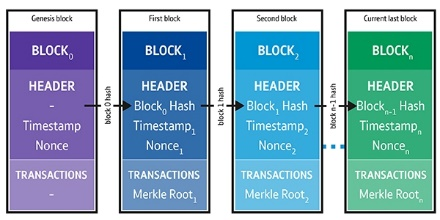 Genesis block
BLOCK₀
HEADER
-
Timestamp
Nonce
TRANSACTIONS
-
block 0 hash
First block
BLOCK₁
HEADER
Block₀ Hash
Timestamp₁
Nonce₁
TRANSACTIONS
Merkle Root₁
block 1 hash
Second block
BLOCK₂
HEADER
Block₁ Hash
Timestamp₂
Nonce₂
TRANSACTIONS
Merkle Root₂
block n-1 hash
Current last block
BLOCKₙ
HEADER
Blockₙ₋₁ Hash
Timestampₙ
Nonceₙ
TRANSACTIONS
Merkle Rootₙ